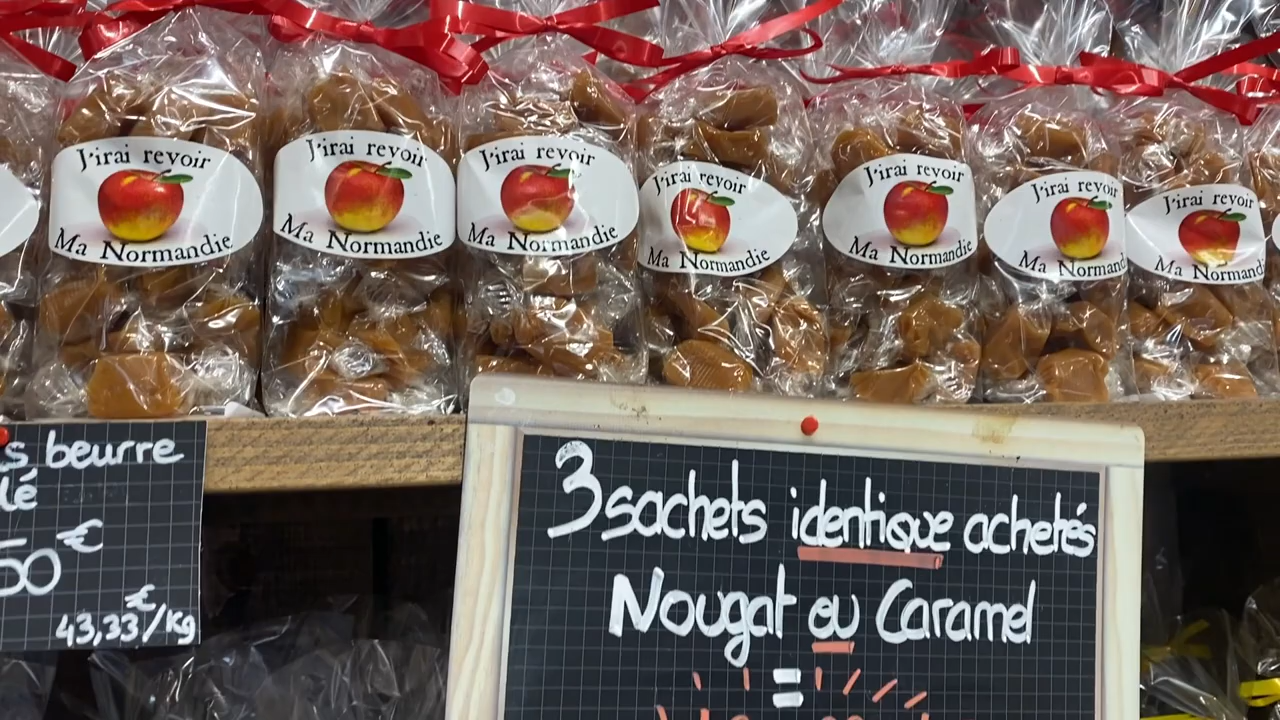 J'irai revoir
Ma Normandie
J'irai revoir
Ma Normandie
J'irai revoir
Ma Normandie
J'irai revoir
Ma Normandie
J'irai revoir
Ma Normandie
J'irai revoir
Ma Normandie
J'irai revoir
Ma Normandie
s beurre
lé
50 €
43,33 €/Kg
3 sachets identique achetés
Nougat ou Caramel
=